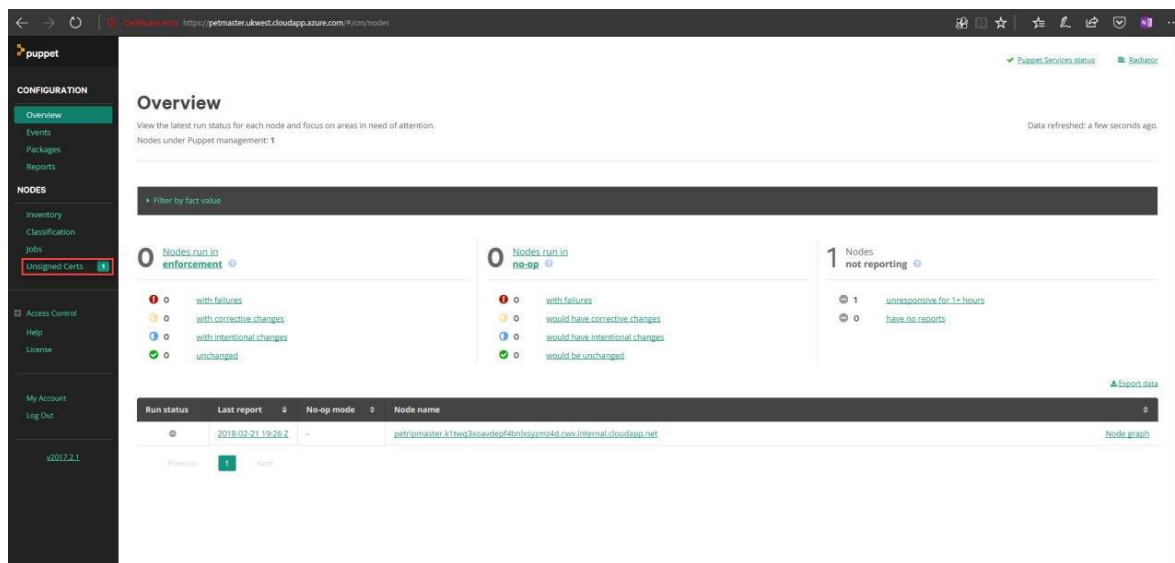 Certificate error https://petmaster.ukwest.cloudapp.azure.com/#/cm/nodes
puppet
Puppet Services status Radiator
CONFIGURATION
Overview
Events
Packages
Reports
NODES
Inventory
Classification
Jobs
Unsigned Certs 1
Access Control
Help
License
My Account
Log Out
v2017.2.1
Overview
View the latest run status for each node and focus on areas in need of attention.
Data refreshed: a few seconds ago.
Nodes under Puppet management: 1
Filter by fact value
0 Nodes run in
enforcement
0 with failures
0 with corrective changes
0 with intentional changes
0 unchanged
0 Nodes run in
no-op
0 with failures
0 would have corrective changes
0 would have intentional changes
0 would be unchanged
1 Nodes
not reporting
1 unresponsive for 1+ hours
0 have no reports
Export data
Run status Last report No-op mode Node name
2018-02-21 19:26 Z - petripmaster.k1twq3xoavdepf4bnlxsyzmz4d.cwx.internal.cloudapp.net Node graph
Previous 1 Next